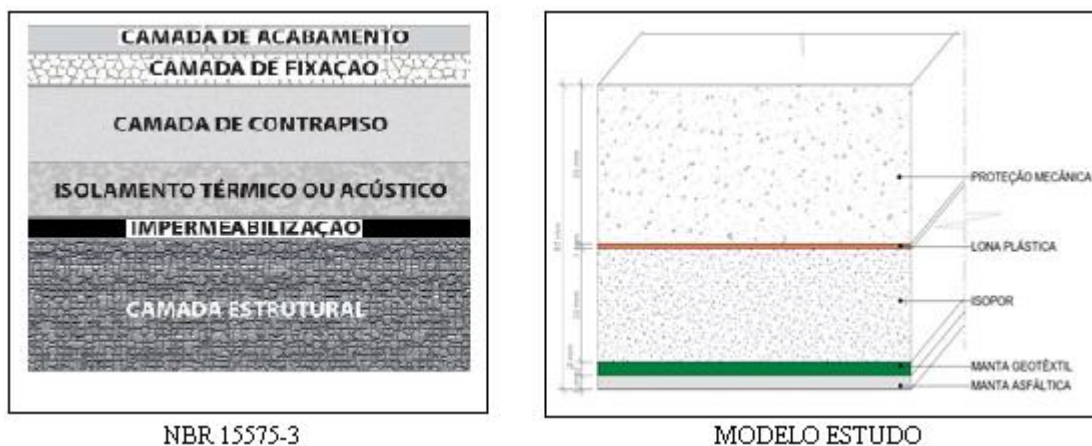 CAMADA DE ACABAMENTO
CAMADA DE FIXAÇAO
CAMADA DE CONTRAPISO
ISOLAMENTO TÉRMICO OU ACÚSTICO
IMPERMEABILIZAÇÃO
CAMADA ESTRUTURAL
NBR 15575-3
PROTEÇÃO MECÂNICA
LONA PLÁSTICA
ISOPOR
MANTA GEOTÊXTIL
MANTA ASFÁLTICA
MODELO ESTUDO